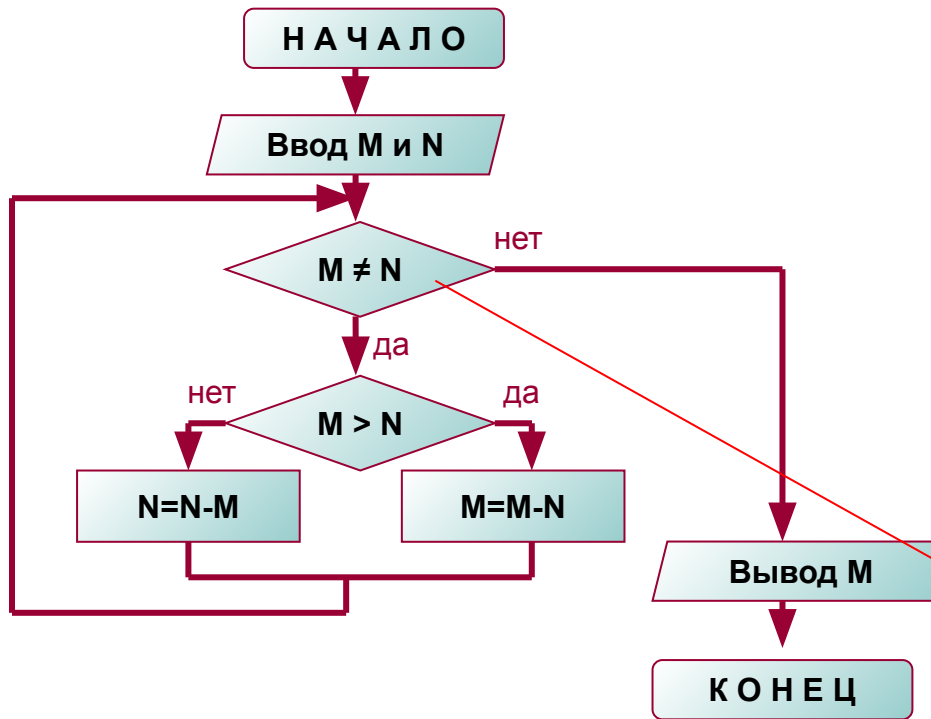 Н А Ч А Л О
Ввод M и N
нет
M ≠ N
да
нет
да
M > N
N=N-M
M=M-N
Вывод M
К О Н Е Ц